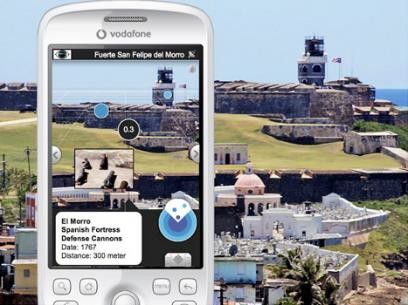 vodafone
Fuerte San Felipe del Morro
0.3
El Morro
Spanish Fortress
Defense Cannons
Date: 1767
Distance: 300 meter
MENU